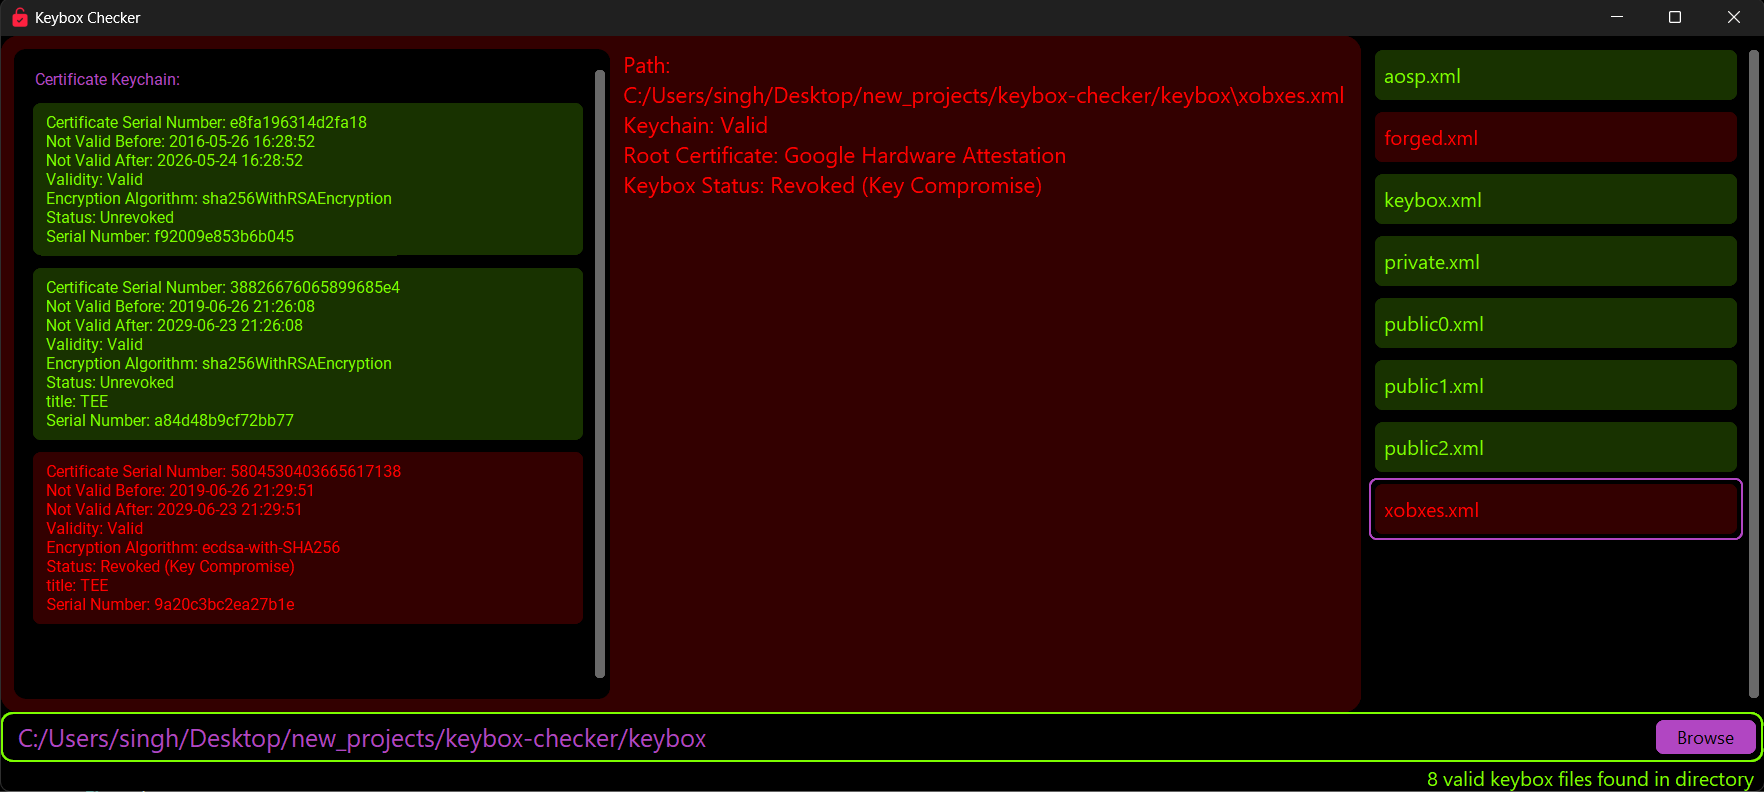 Keybox Checker
Certificate Keychain:
Certificate Serial Number: e8fa196314d2fa18
Not Valid Before: 2016-05-26 16:28:52
Not Valid After: 2026-05-24 16:28:52
Validity: Valid
Encryption Algorithm: sha256WithRSAEncryption
Status: Unrevoked
Serial Number: f92009e853b6b045
Certificate Serial Number: 38826676065899685e4
Not Valid Before: 2019-06-26 21:26:08
Not Valid After: 2029-06-23 21:26:08
Validity: Valid
Encryption Algorithm: sha256WithRSAEncryption
Status: Unrevoked
title: TEE
Serial Number: a84d48b9cf72bb77
Certificate Serial Number: 5804530403665617138
Not Valid Before: 2019-06-26 21:29:51
Not Valid After: 2029-06-23 21:29:51
Validity: Valid
Encryption Algorithm: ecdsa-with-SHA256
Status: Revoked (Key Compromise)
title: TEE
Serial Number: 9a20c3bc2ea27b1e
Path:
C:/Users/singh/Desktop/new_projects/keybox-checker/keybox\xobxes.xml
Keychain: Valid
Root Certificate: Google Hardware Attestation
Keybox Status: Revoked (Key Compromise)
aosp.xml
forged.xml
keybox.xml
private.xml
public0.xml
public1.xml
public2.xml
xobxes.xml
C:/Users/singh/Desktop/new_projects/keybox-checker/keybox
Browse
8 valid keybox files found in directory